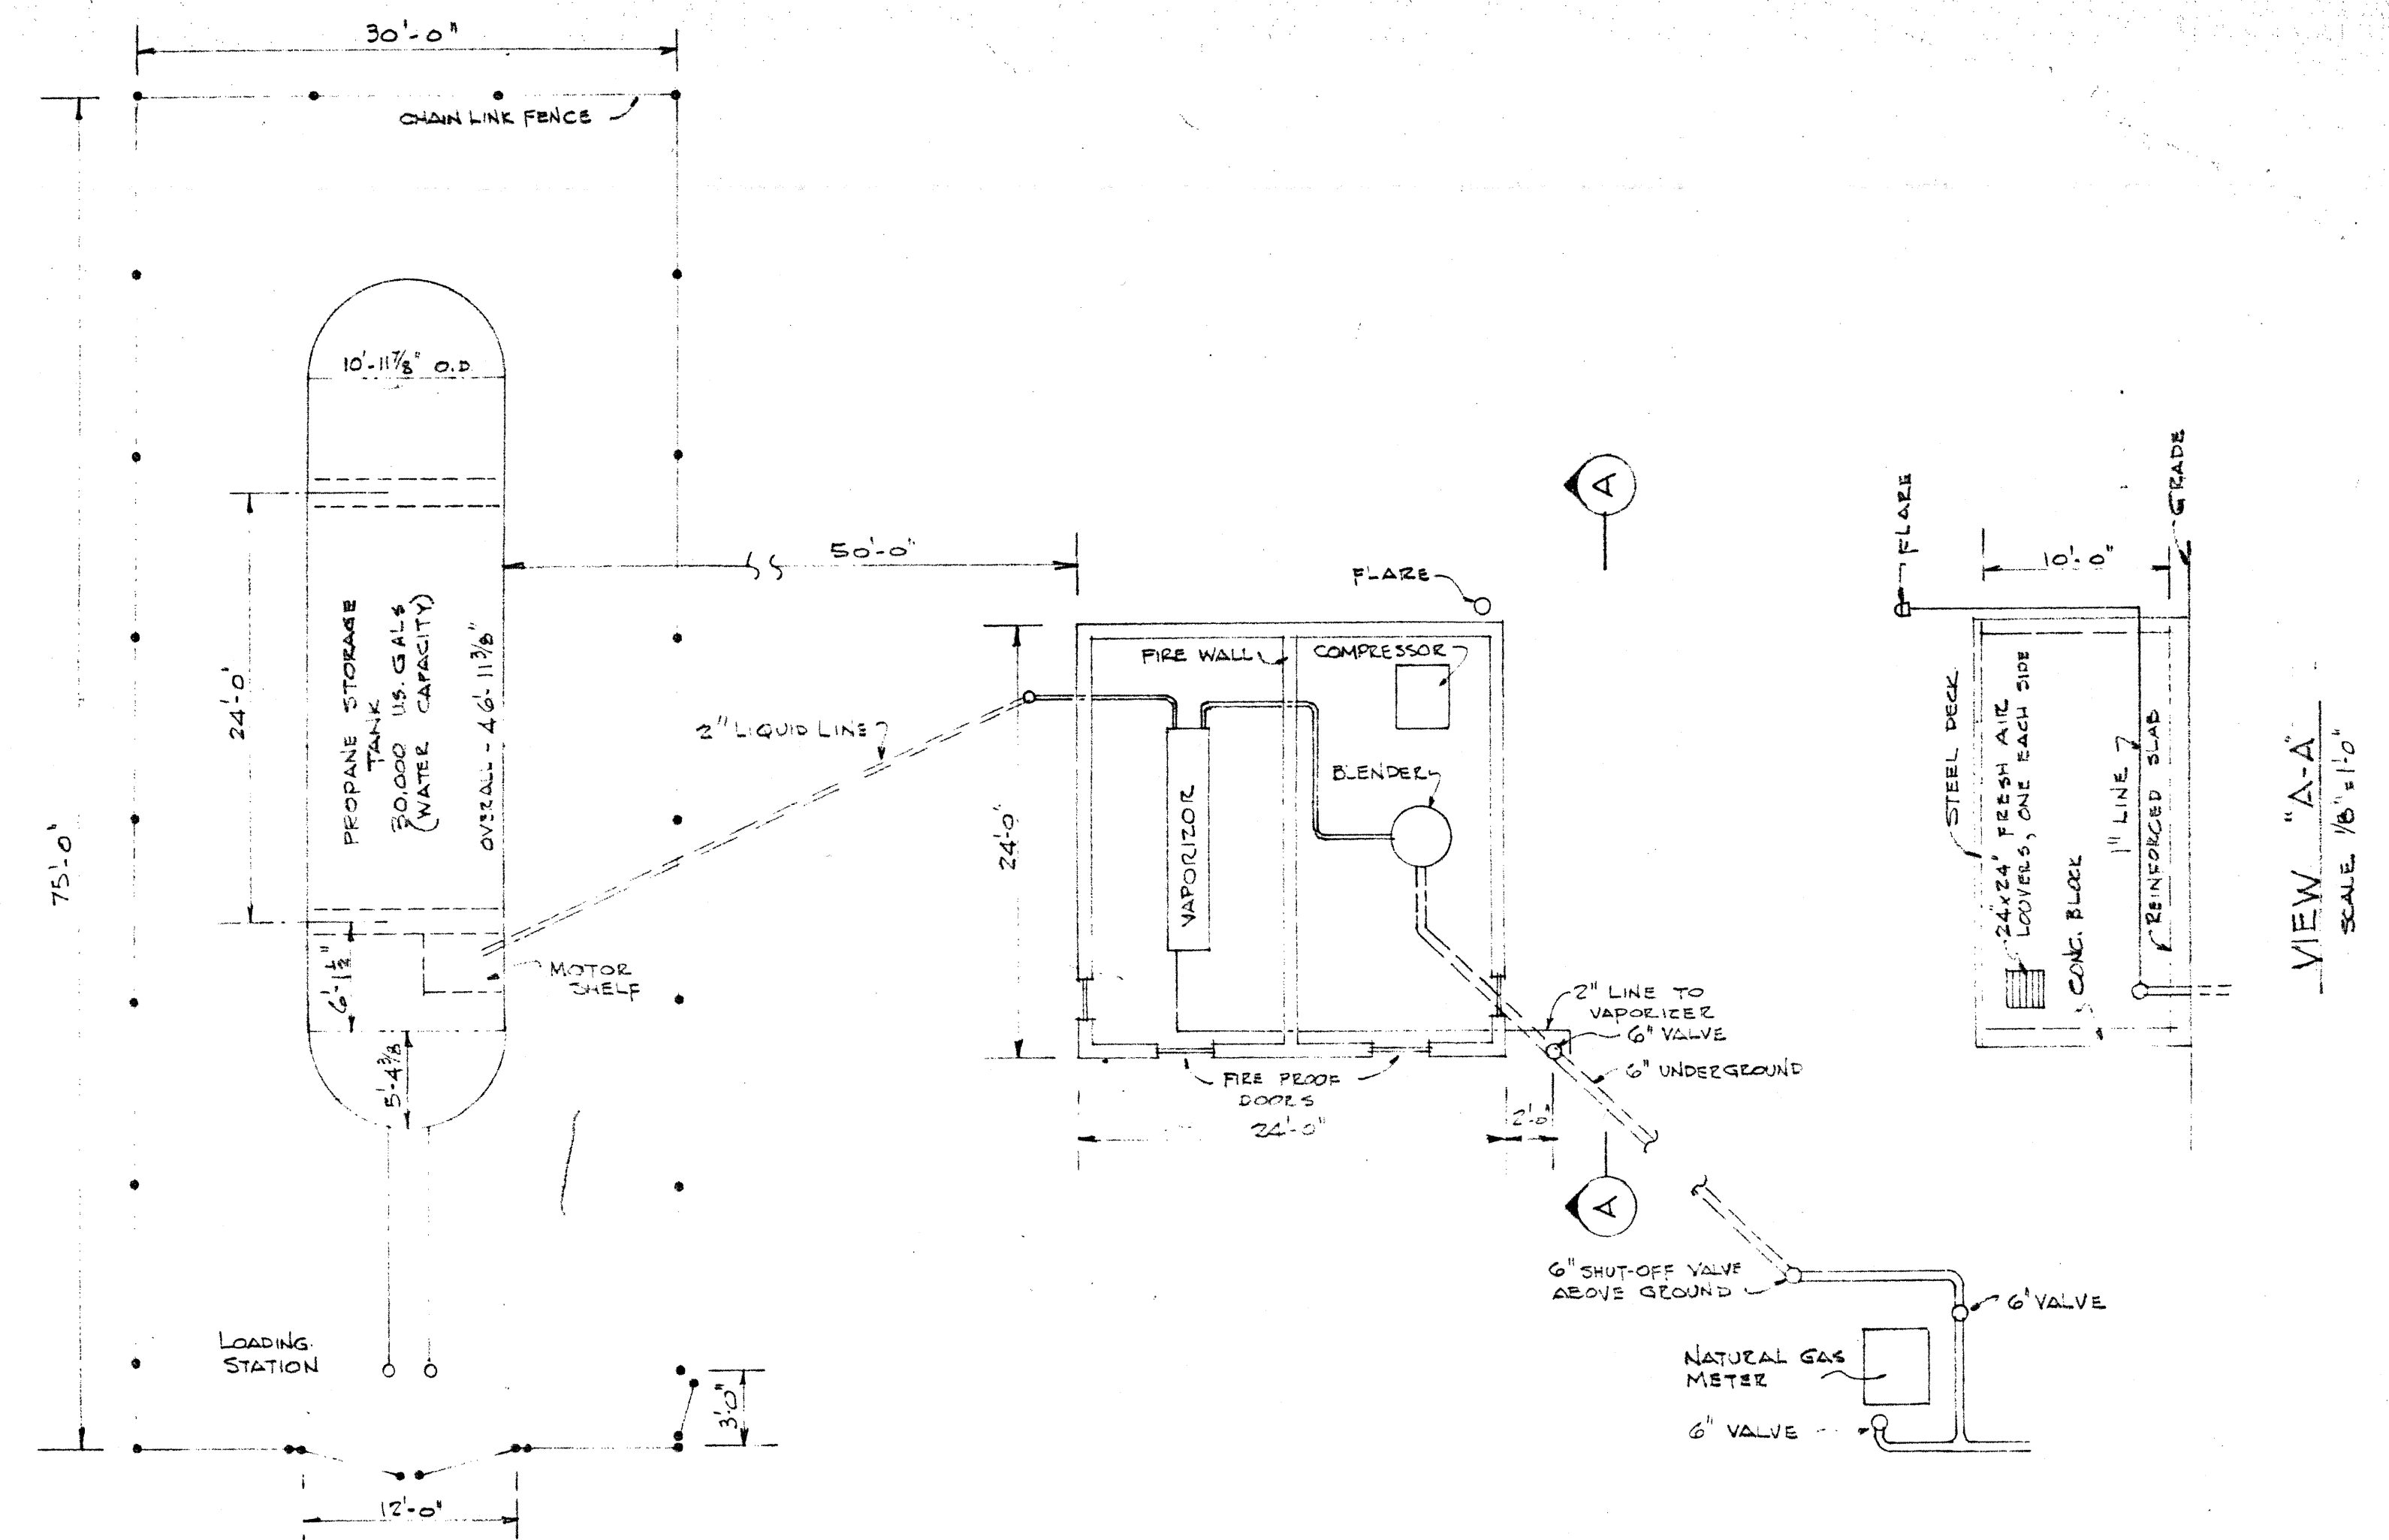 30'-0"
CHAIN LINK FENCE
75'-0"
10'-11⅞" O.D.
24'-0"
PROPANE STORAGE
TANK
30,000 U.S. GALS
(WATER CAPACITY)
OVERALL - 46'-11⅜"
6'-1½"
MOTOR
SHELF
5'-4⅜
LOADING
STATION
12'-0"
3'-0"
50'-0"
2" LIQUID LINE
FLARE
FIRE WALL
COMPRESSOR
24'-0"
VAPORIZOR
BLENDER
FIRE PROOF
DOORS
24'-0"
2'-0"
2" LINE TO
VAPORIZER
6" VALVE
6" UNDERGROUND
A
A
6" SHUT-OFF VALVE
ABOVE GROUND
6' VALVE
NATURAL GAS
METER
6" VALVE
FLARE
GRADE
10'-0"
STEEL DECK
24"x24" FRESH AIR
LOUVERS, ONE EACH SIDE
CONC. BLOCK
1" LINE
REINFORCED SLAB
VIEW "A-A"
SCALE 1/8"=1'-0"